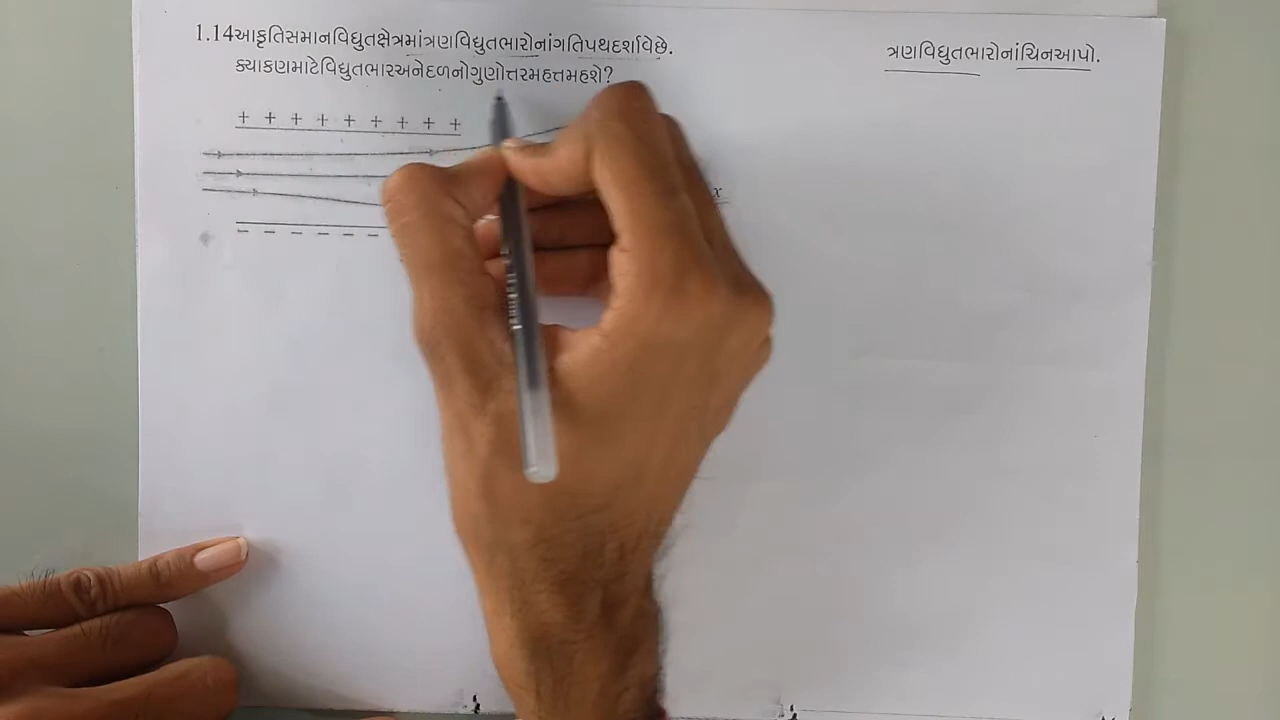 1.14આકૃતિસમાનવિદ્યુતક્ષેત્રમાંત્રણવિદ્યુતભારોનાંગતિપથદર્શાવેછે. ત્રણવિદ્યુતભારોનાંચિનઆપો.
ક્યાકણમાટેવિદ્યુતભારઅનેદળનોગુણોત્તરમહત્તમહશે?
+ + + + + + + + +
x
– – – – – –